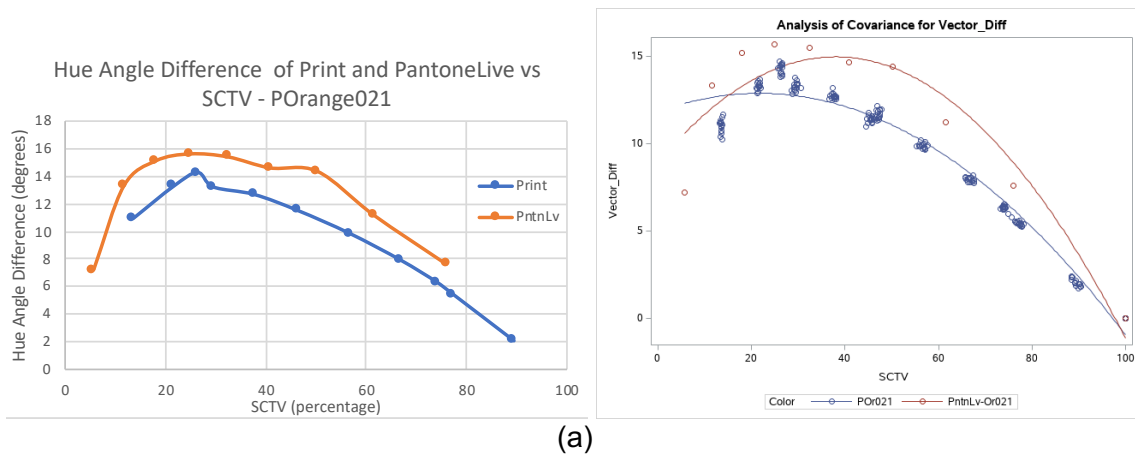 Hue Angle Difference of Print and PantoneLive vs
SCTV - POrange021
Hue Angle Difference (degrees)
18
16
14
12
10
8
6
4
2
0
Print
PntnLv
0 20 40 60 80 100
SCTV (percentage)
Analysis of Covariance for Vector_Diff
Vector_Diff
15
10
5
0
0 20 40 60 80 100
SCTV
Color POr021 PntnLv-Or021
(a)